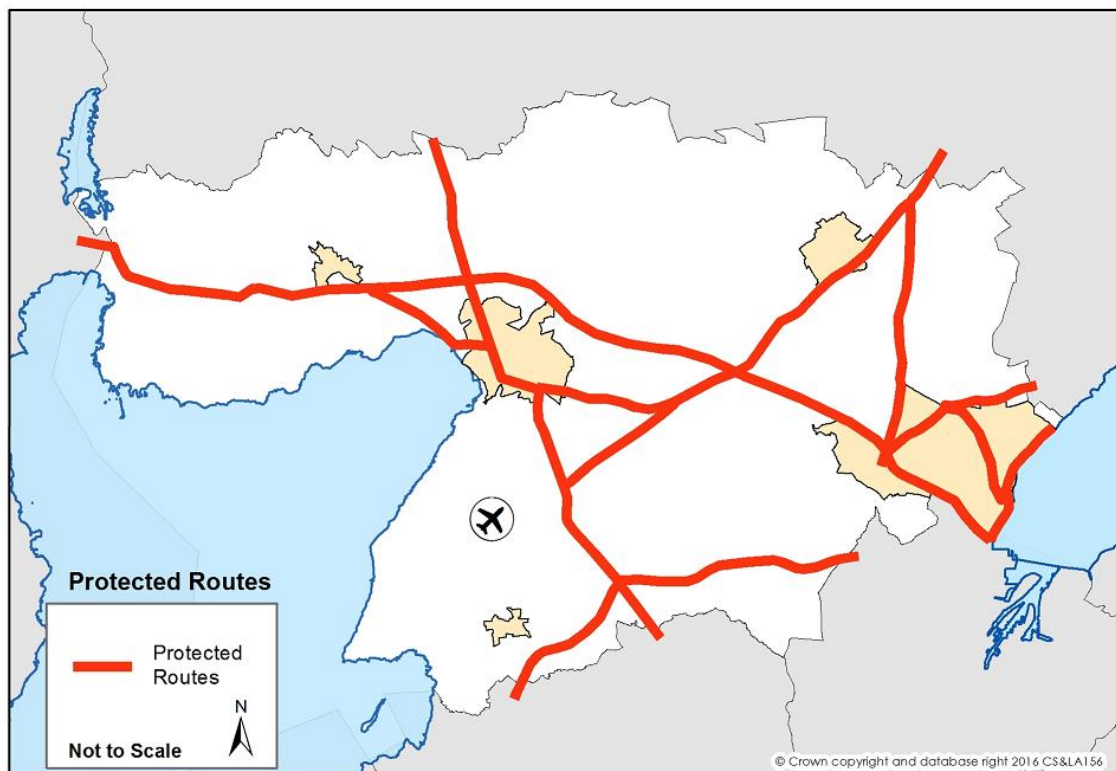 Protected Routes
Protected
Routes
N
Not to Scale
© Crown copyright and database right 2016 CS&LA156